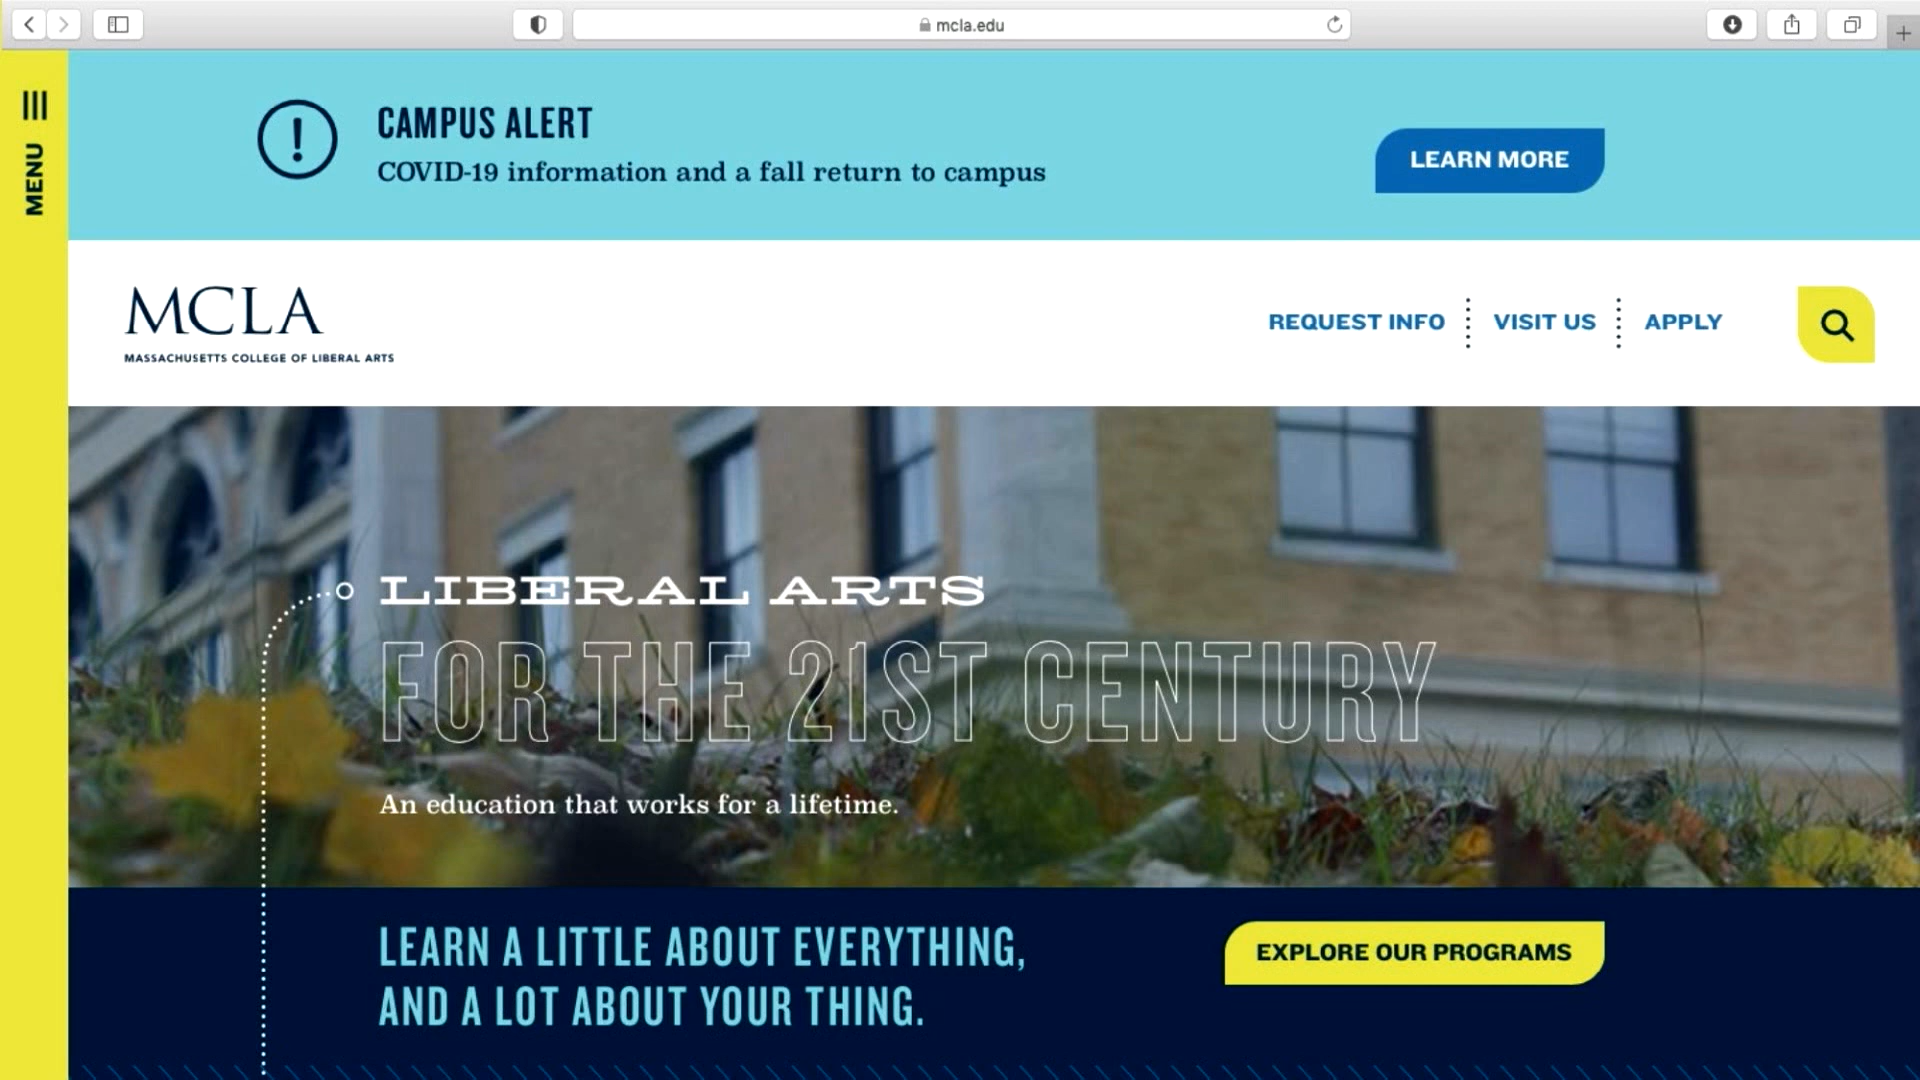 mcla.edu
MENU
CAMPUS ALERT
COVID-19 information and a fall return to campus
LEARN MORE
MCLA
MASSACHUSETTS COLLEGE OF LIBERAL ARTS
REQUEST INFO
VISIT US
APPLY
LIBERAL ARTS
FOR THE 21ST CENTURY
An education that works for a lifetime.
LEARN A LITTLE ABOUT EVERYTHING,
AND A LOT ABOUT YOUR THING.
EXPLORE OUR PROGRAMS